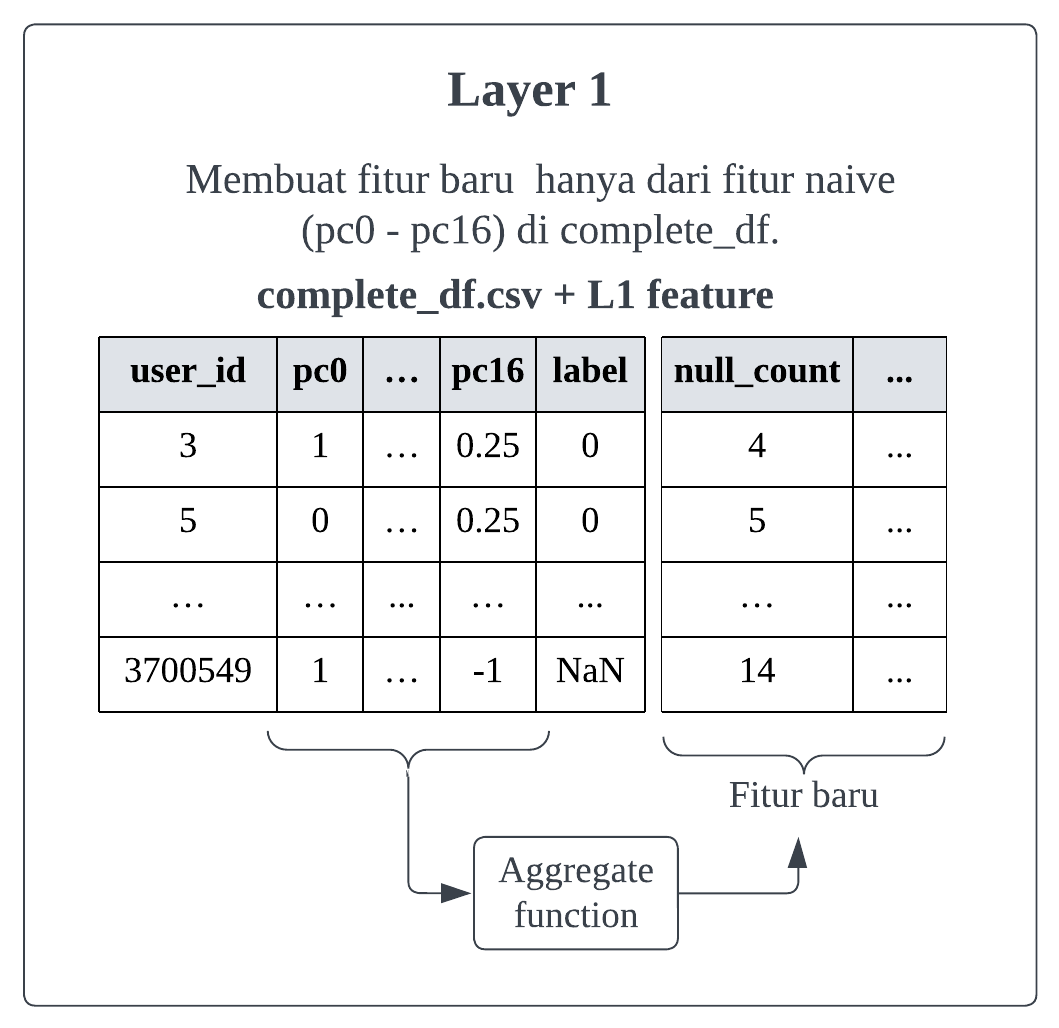 Layer 1
Membuat fitur baru  hanya dari fitur naive
(pc0 - pc16) di complete_df.
complete_df.csv + L1 feature
user_id pc0 … pc16 label null_count ...
3 1 … 0.25 0 4 ...
5 0 … 0.25 0 5 ...
… … ... … ... … ...
3700549 1 … -1 NaN 14 ...
Fitur baru
Aggregate
function